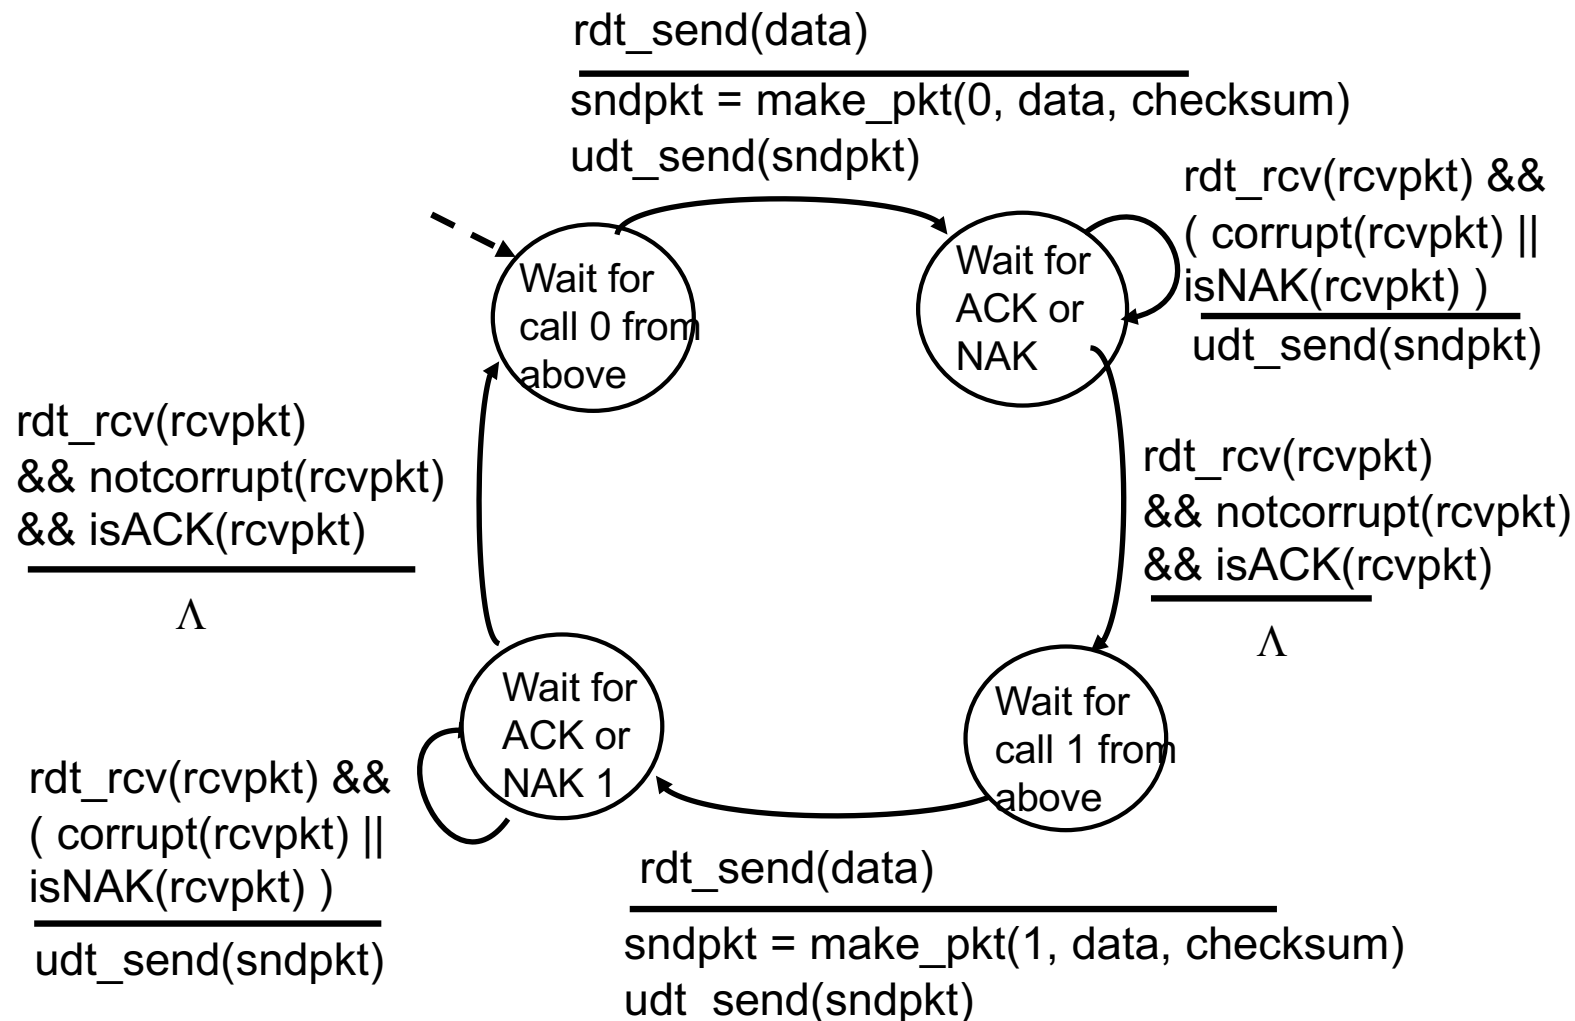 rdt_send(data)
sndpkt = make_pkt(0, data, checksum)
udt_send(sndpkt)
rdt_rcv(rcvpkt) &&
( corrupt(rcvpkt) ||
isNAK(rcvpkt) )
udt_send(sndpkt)
Wait for
call 0 from
above
Wait for
ACK or
NAK
rdt_rcv(rcvpkt)
&& notcorrupt(rcvpkt)
&& isACK(rcvpkt)
Λ
rdt_rcv(rcvpkt)
&& notcorrupt(rcvpkt)
&& isACK(rcvpkt)
Λ
Wait for
ACK or
NAK 1
Wait for
call 1 from
above
rdt_rcv(rcvpkt) &&
( corrupt(rcvpkt) ||
isNAK(rcvpkt) )
udt_send(sndpkt)
rdt_send(data)
sndpkt = make_pkt(1, data, checksum)
udt_send(sndpkt)